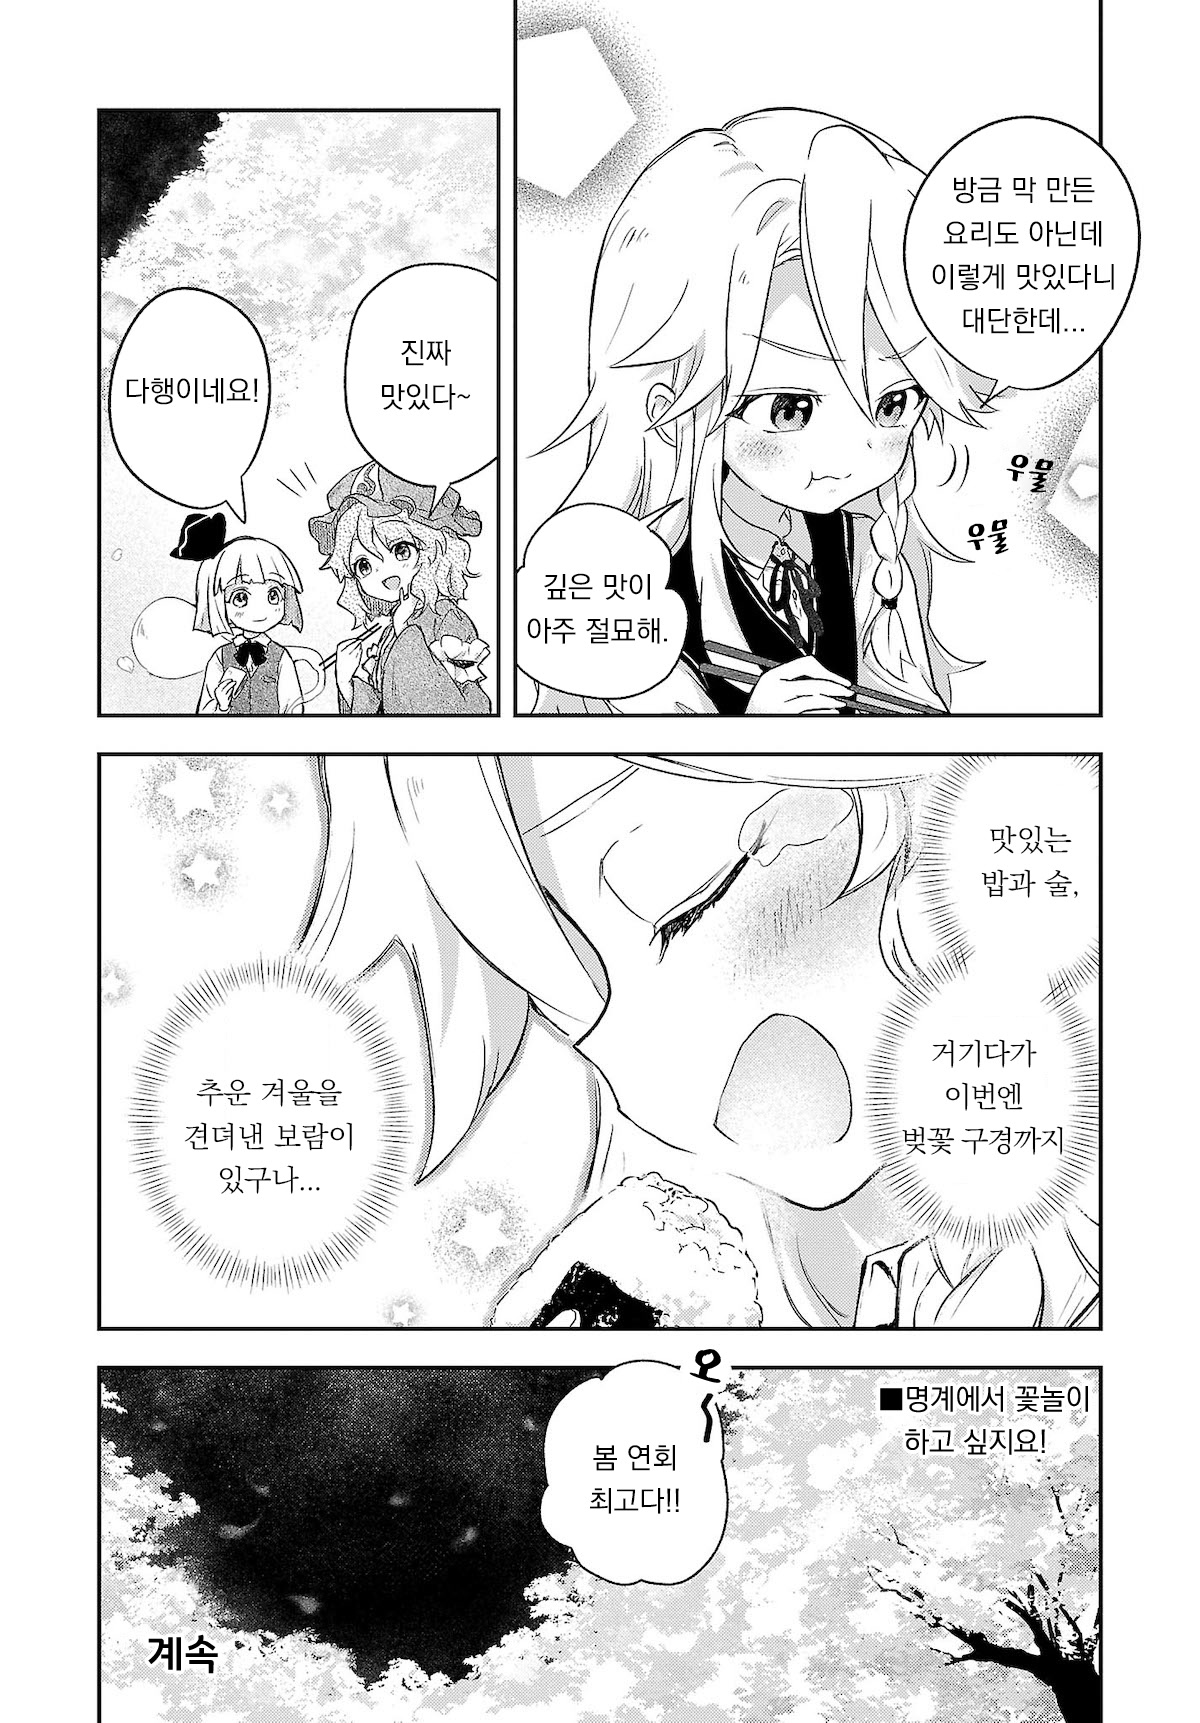 방금 막 만든
요리도 아닌데
이렇게 맛있다니
대단한데...
우물
우물
깊은 맛이
아주 절묘해.
진짜
맛있다~
다행이네요!
맛있는
밥과 술,
거기다가
이번엔
벚꽃 구경까지
추운 겨울을
견뎌낸 보람이
있구나...
■명계에서 꽃놀이
하고 싶지요!
오~
봄 연회
최고다!!
계속